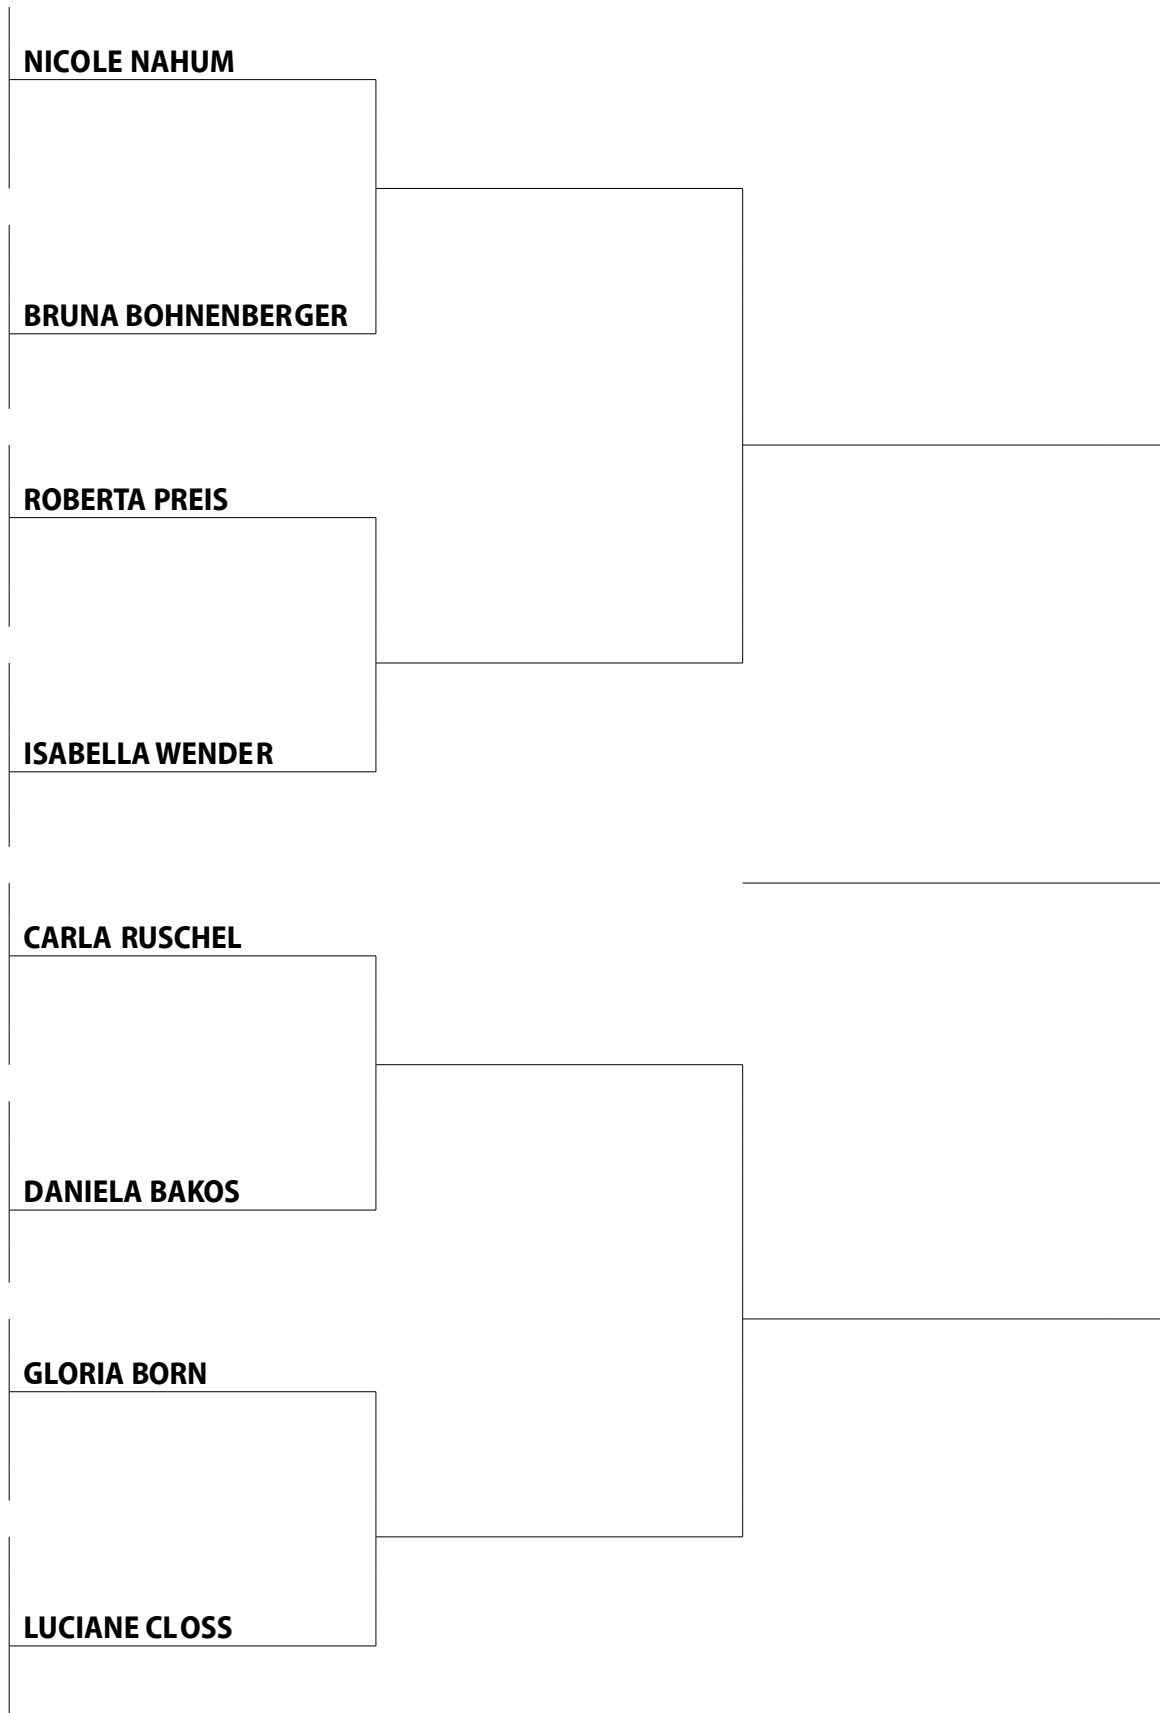 NICOLE NAHUM
BRUNA BOHNENBERGER
ROBERTA PREIS
ISABELLA WENDER
CARLA RUSCHEL
DANIELA BAKOS
GLORIA BORN
LUCIANE CLOSS